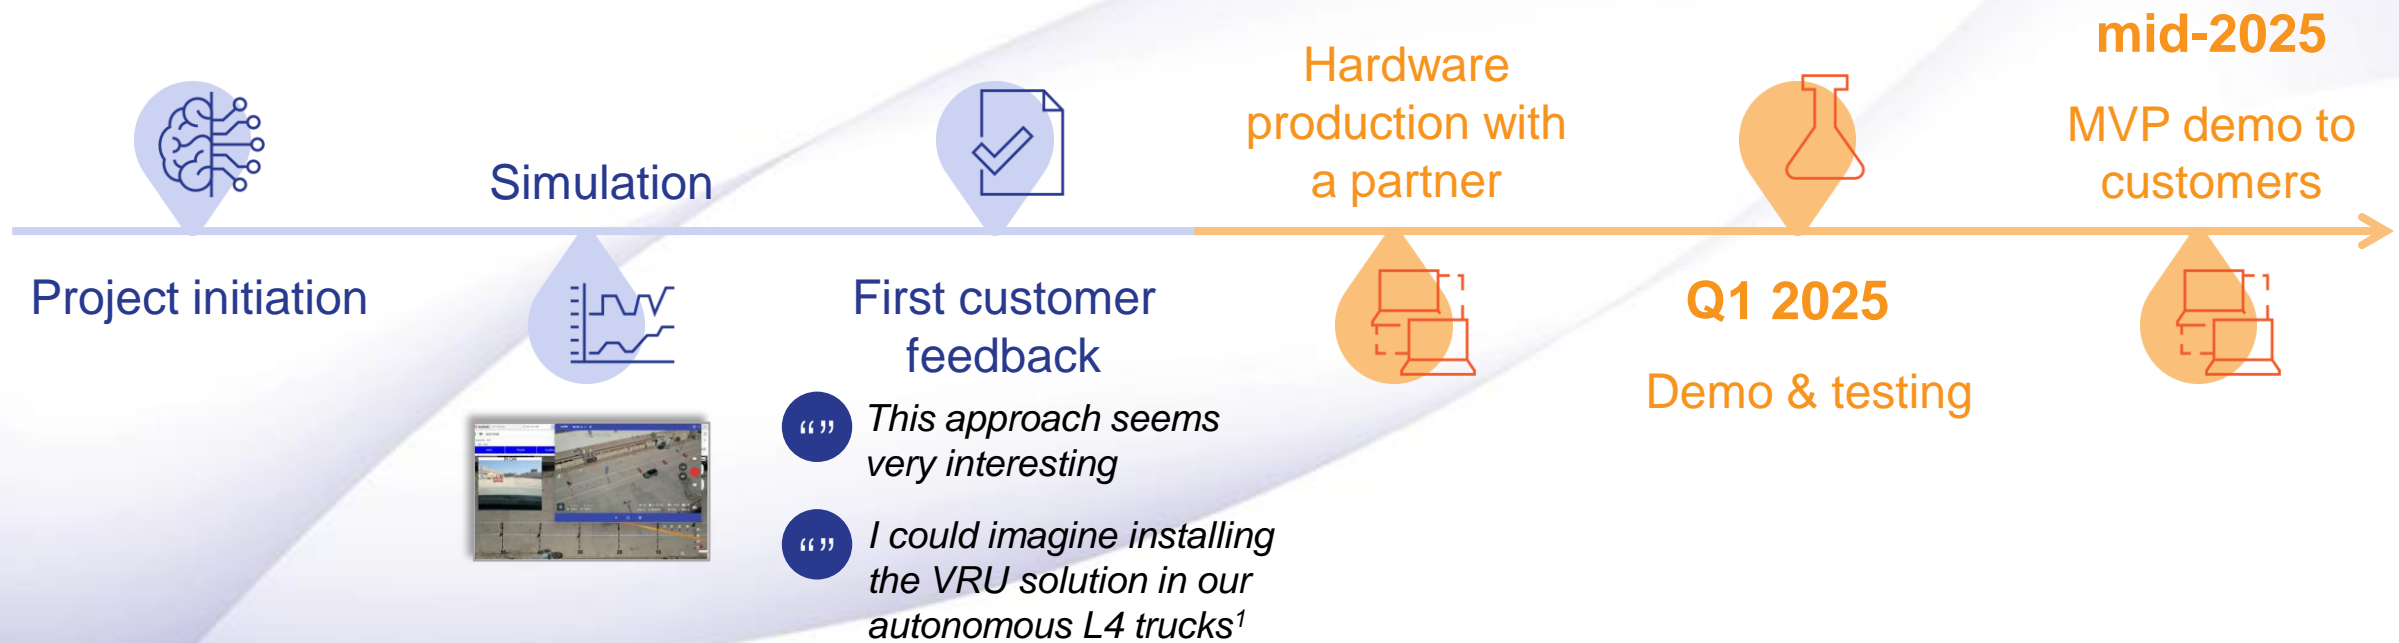 Project initiation
Simulation
First customer
feedback
“” This approach seems
very interesting
“” I could imagine installing
the VRU solution in our
autonomous L4 trucks¹
Hardware
production with
a partner
Q1 2025
Demo & testing
mid-2025
MVP demo to
customers